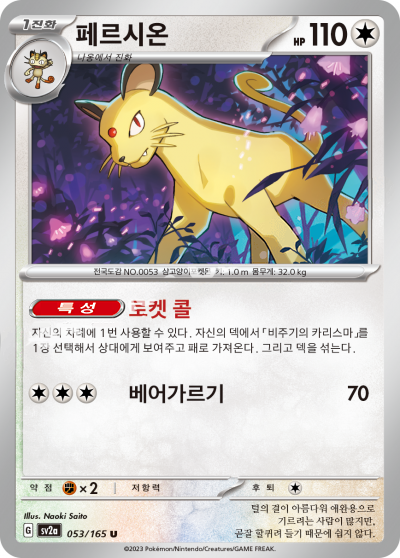 1진화
페르시온
HP 110
나옹에서 진화
전국도감 NO.0053 샴고양이포켓몬 키: 1.0 m 몸무게: 32.0 kg
특성 로켓 콜
자신의 차례에 1번 사용할 수 있다. 자신의 덱에서 「비주기의 카리스마」를
1장 선택해서 상대에게 보여주고 패로 가져온다. 그리고 덱을 섞는다.
베어가르기 70
약점 ×2 저항력 후퇴
Illus. Naoki Saito
G sv2a 053/165 U
털의 결이 아름다워 애완용으로
기르려는 사람이 많지만,
곧잘 할퀴려 들기 때문에 쉽지 않다.
©2023 Pokémon/Nintendo/Creatures/GAME FREAK.